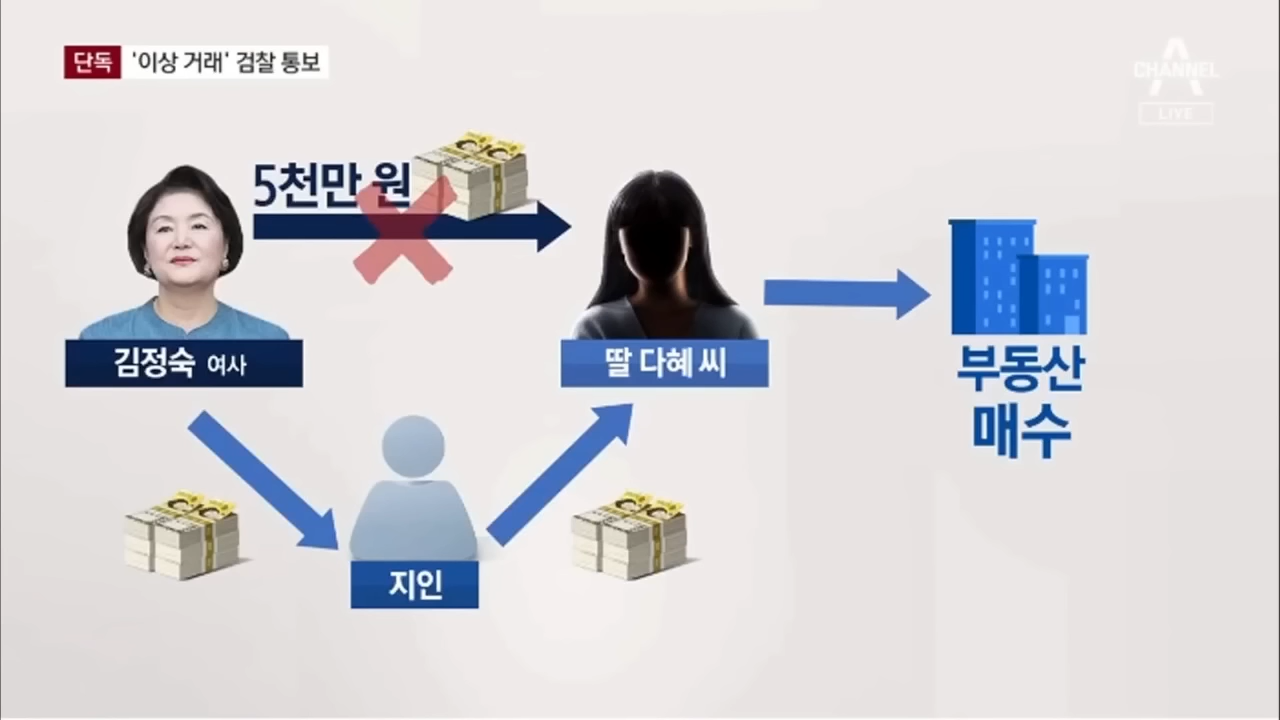 단독 '이상 거래' 검찰 통보
CHANNEL
LIVE
5천만 원
김정숙 여사
딸 다혜 씨
부동산
매수
지인